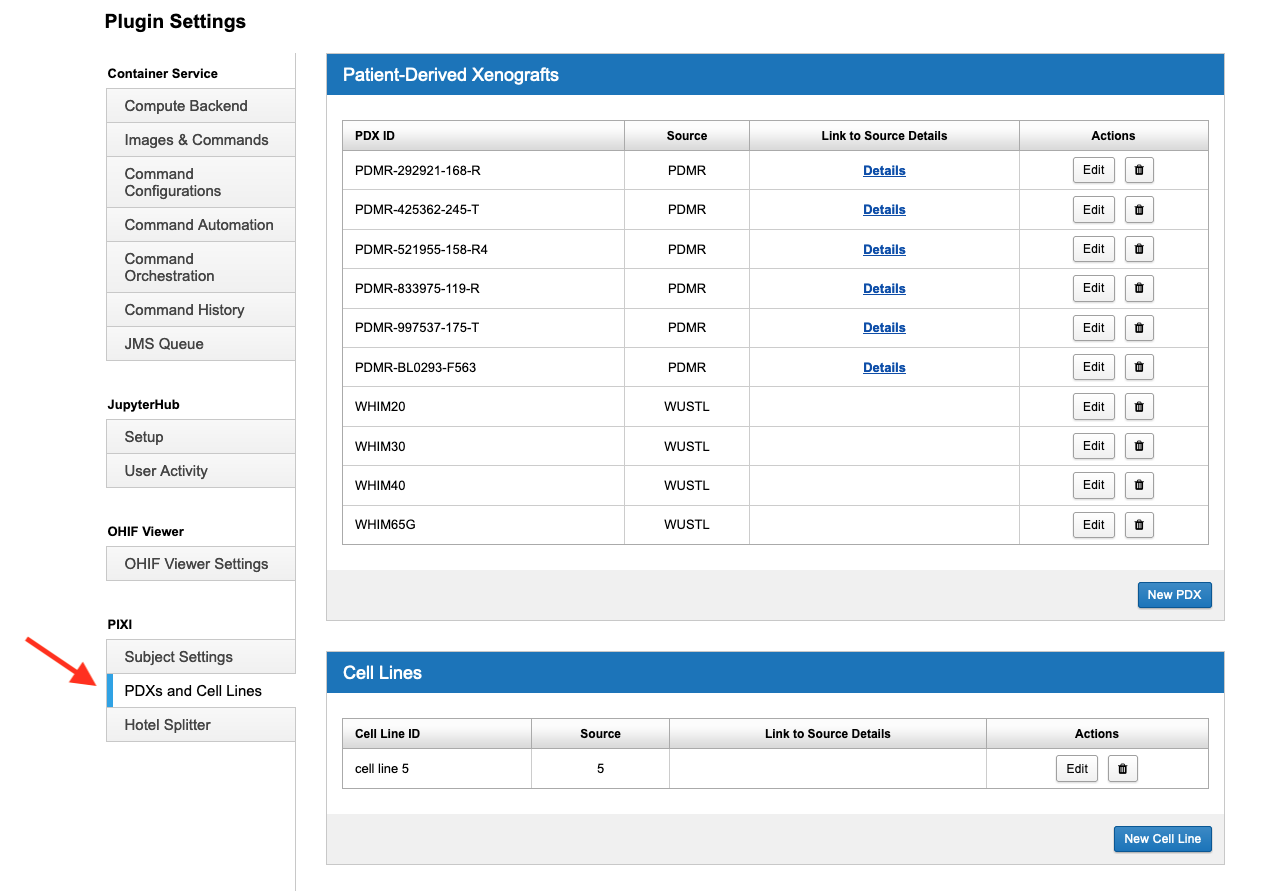 Plugin Settings
Container Service
Compute Backend
Images & Commands
Command
Configurations
Command Automation
Command
Orchestration
Command History
JMS Queue
JupyterHub
Setup
User Activity
OHIF Viewer
OHIF Viewer Settings
PIXI
Subject Settings
PDXs and Cell Lines
Hotel Splitter
Patient-Derived Xenografts
PDX ID Source Link to Source Details Actions
PDMR-292921-168-R PDMR Details Edit
PDMR-425362-245-T PDMR Details Edit
PDMR-521955-158-R4 PDMR Details Edit
PDMR-833975-119-R PDMR Details Edit
PDMR-997537-175-T PDMR Details Edit
PDMR-BL0293-F563 PDMR Details Edit
WHIM20 WUSTL Edit
WHIM30 WUSTL Edit
WHIM40 WUSTL Edit
WHIM65G WUSTL Edit
New PDX
Cell Lines
Cell Line ID Source Link to Source Details Actions
cell line 5 5 Edit
New Cell Line